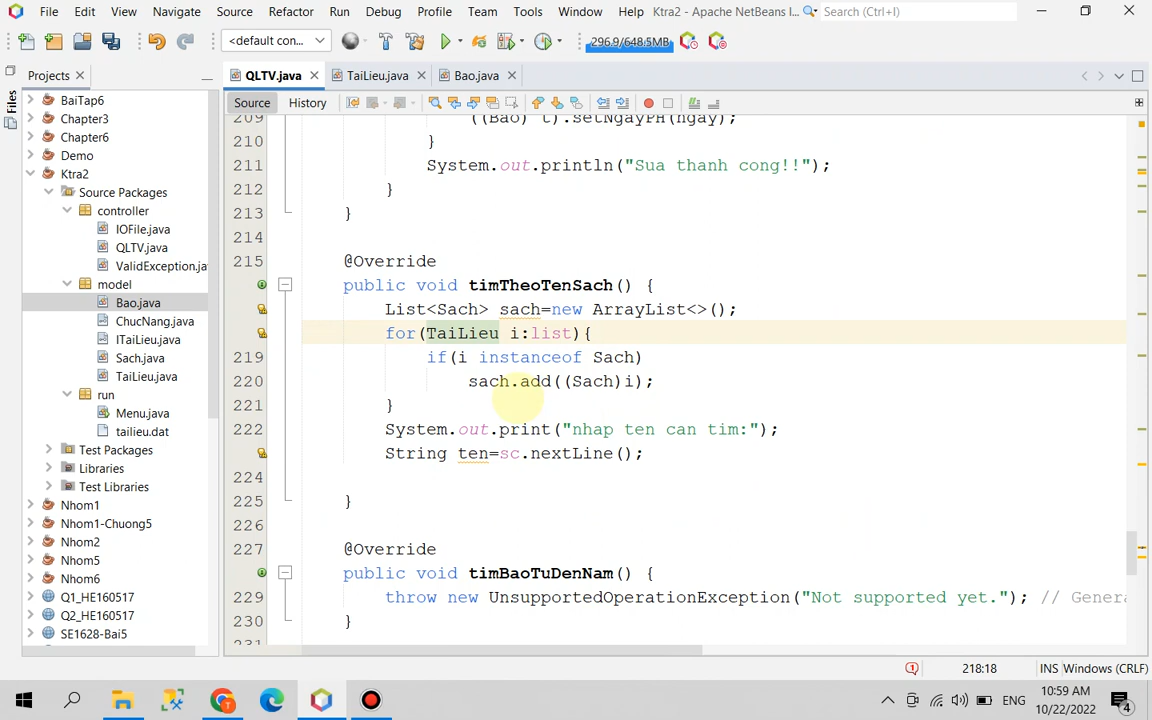 File Edit View Navigate Source Refactor Run Debug Profile Team Tools Window Help Ktra2 - Apache NetBeans I... Search (Ctrl+I)
<default con... 296.9/648.5MB
Projects QLTV.java TaiLieu.java Bao.java
Files
Source History
BaiTap6
Chapter3
Chapter6
Demo
Ktra2
Source Packages
controller
IOFile.java
QLTV.java
ValidException.ja
model
Bao.java
ChucNang.java
ITaiLieu.java
Sach.java
TaiLieu.java
run
Menu.java
tailieu.dat
Test Packages
Libraries
Test Libraries
Nhom1
Nhom1-Chuong5
Nhom2
Nhom5
Nhom6
Q1_HE160517
Q2_HE160517
SE1628-Bai5
209 ((Bao) t).setNgayPH(ngay);
210 }
211 System.out.println("Sua thanh cong!!");
212 }
213 }
214
215 @Override
public void timTheoTenSach() {
List<Sach> sach=new ArrayList<>();
for(TaiLieu i:list){
219 if(i instanceof Sach)
220 sach.add((Sach)i);
221 }
222 System.out.print("nhap ten can tim:");
String ten=sc.nextLine();
224
225 }
226
227 @Override
public void timBaoTuDenNam() {
229 throw new UnsupportedOperationException("Not supported yet."); // Genera
230 }
231
218:18 INS Windows (CRLF)
ENG 10:59 AM
10/22/2022 4